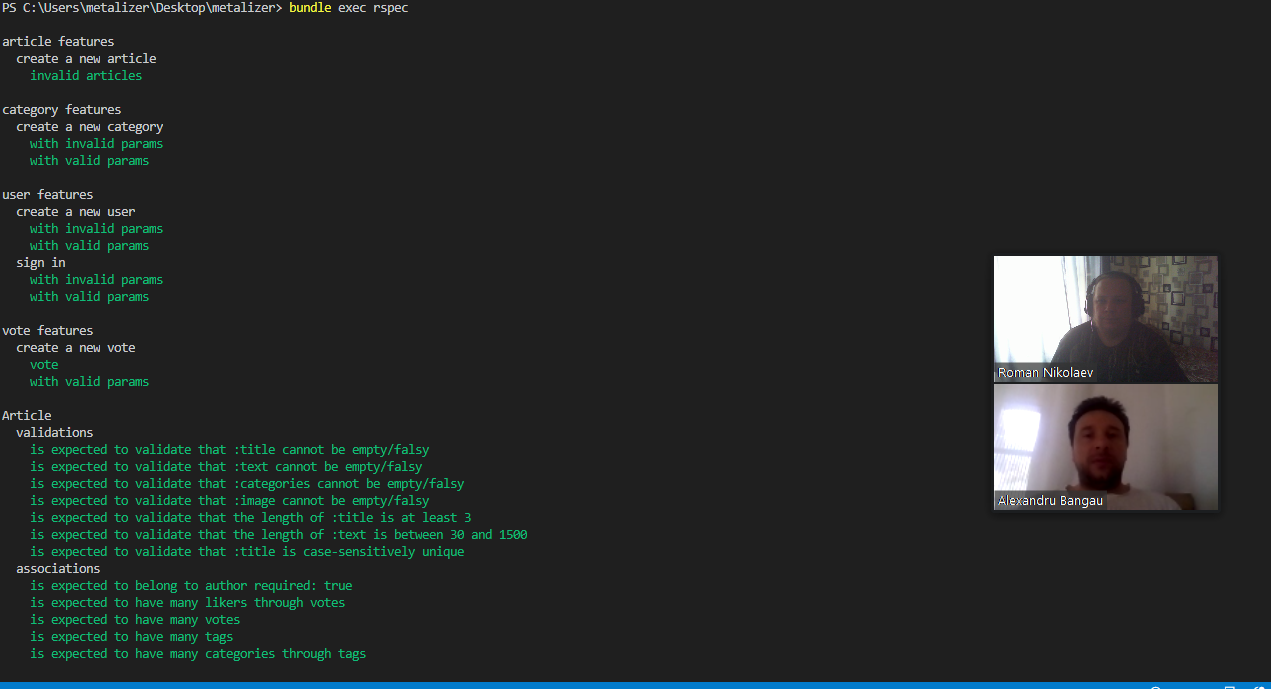 PS C:\Users\metalizer\Desktop\metalizer> bundle exec rspec
article features
create a new article
invalid articles
category features
create a new category
with invalid params
with valid params
user features
create a new user
with invalid params
with valid params
sign in
with invalid params
with valid params
vote features
create a new vote
vote
with valid params
Article
validations
is expected to validate that :title cannot be empty/falsy
is expected to validate that :text cannot be empty/falsy
is expected to validate that :categories cannot be empty/falsy
is expected to validate that :image cannot be empty/falsy
is expected to validate that the length of :title is at least 3
is expected to validate that the length of :text is between 30 and 1500
is expected to validate that :title is case-sensitively unique
associations
is expected to belong to author required: true
is expected to have many likers through votes
is expected to have many votes
is expected to have many tags
is expected to have many categories through tags
Roman Nikolaev
Alexandru Bangau